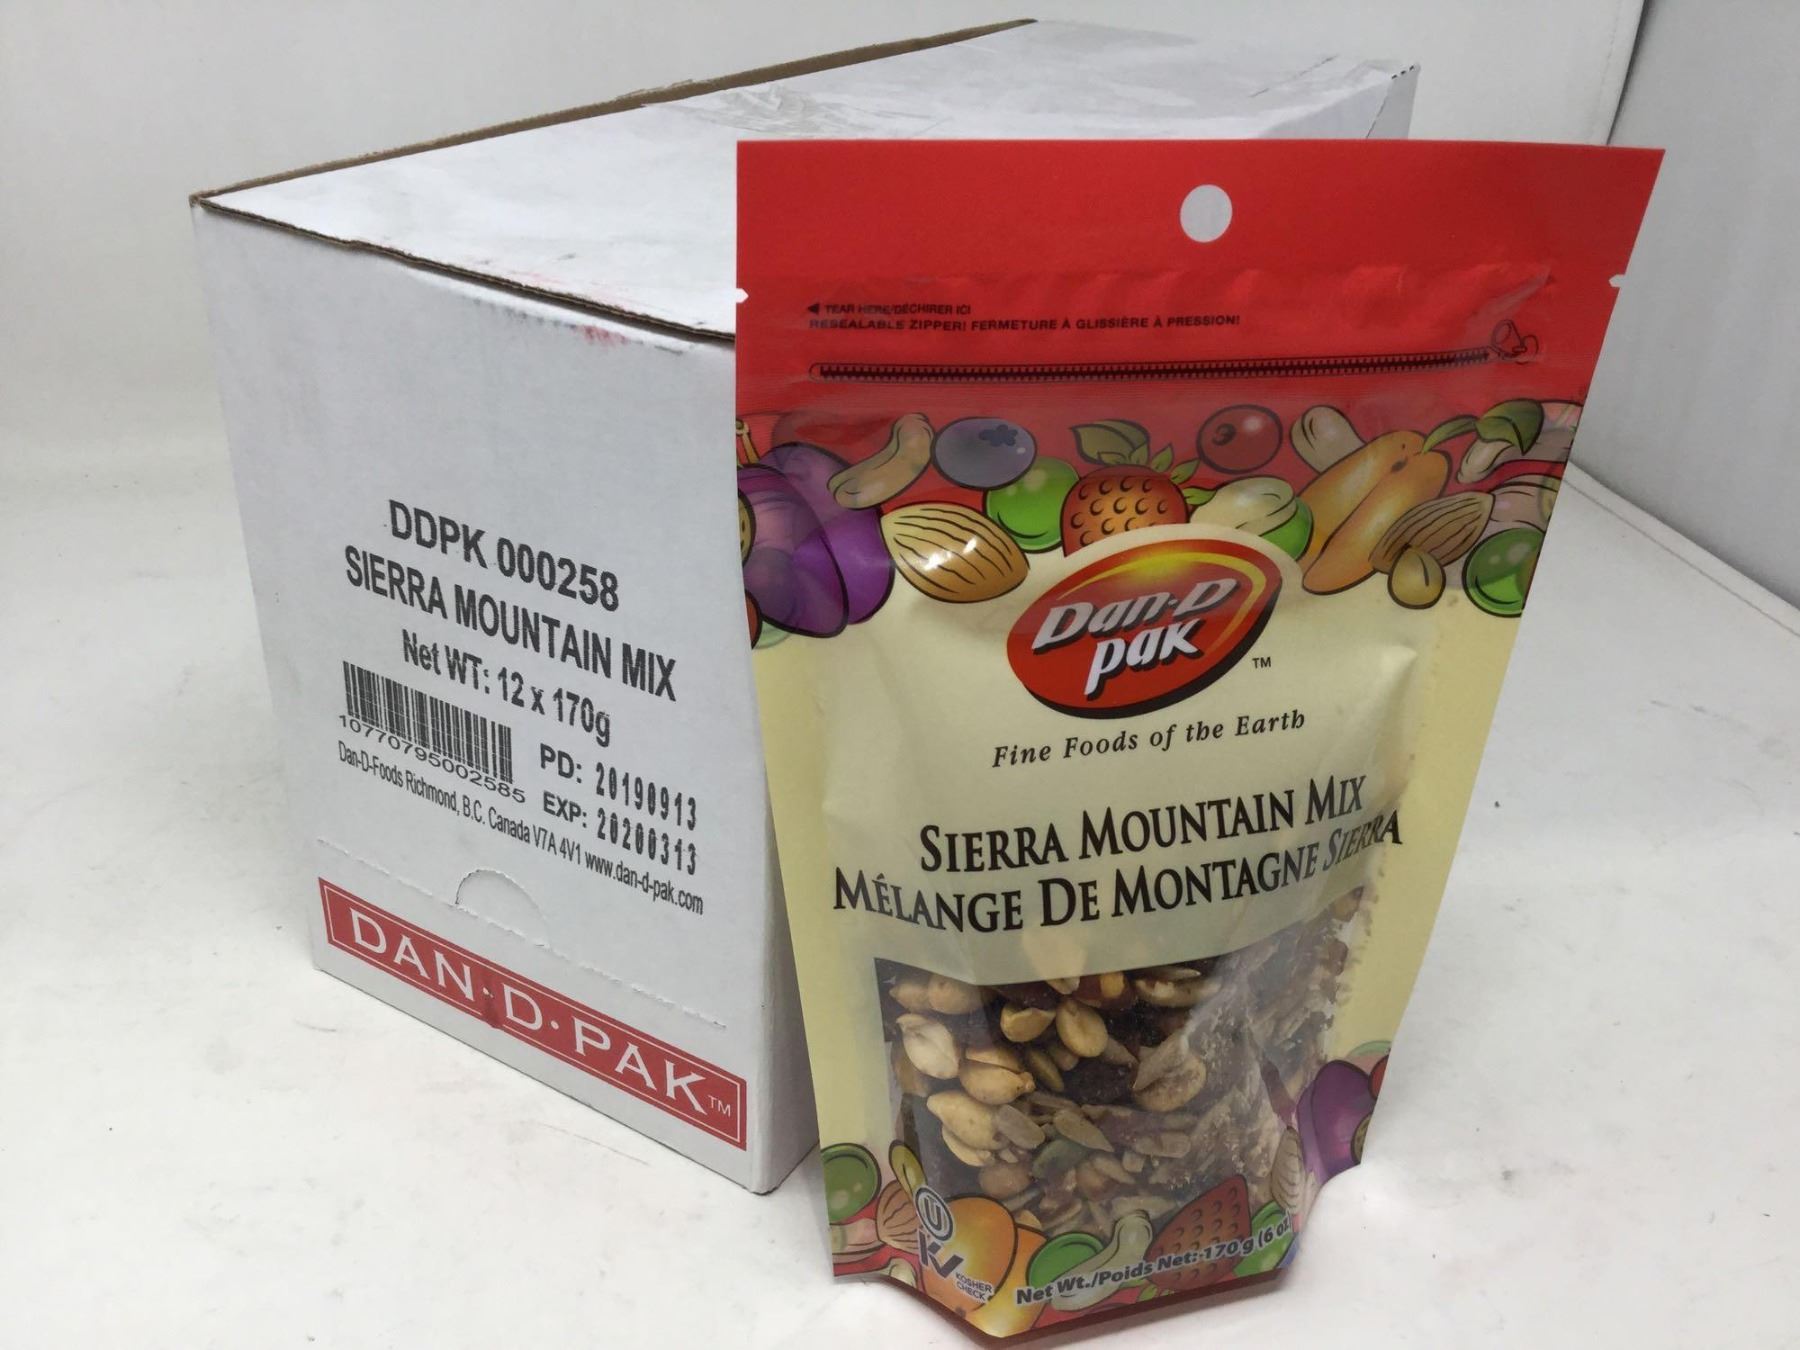 DDPK 000258
SIERRA MOUNTAIN MIX
Net WT: 12 x 170g
10770795002585
PD: 20190913
EXP: 20200313
Dan-D-Foods Richmond, B.C. Canada V7A 4V1 www.dan-d-pak.com
DAN·D·PAK™
TEAR HERE/DÉCHIRER ICI
RESEALABLE ZIPPER! FERMETURE À GLISSIÈRE À PRESSION!
Dan-D
pak
TM
Fine Foods of the Earth
SIERRA MOUNTAIN MIX
MÉLANGE DE MONTAGNE SIERRA
U
KV
KOSHER
CHECK
Net Wt./Poids Net: 170 g (6 oz)